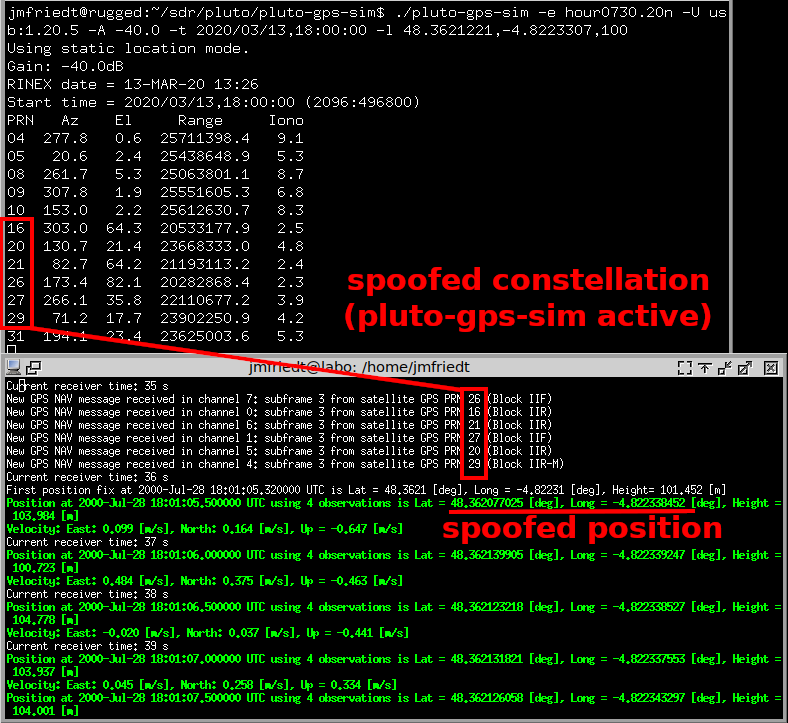 jmfriedt@rugged:~/sdr/pluto/pluto-gps-sim$ ./pluto-gps-sim -e hour0730.20n -U us
b:1.20.5 -A -40.0 -t 2020/03/13,18:00:00 -l 48.3621221,-4.8223307,100
Using static location mode.
Gain: -40.0dB
RINEX date = 13-MAR-20 13:26
Start time = 2020/03/13,18:00:00 (2096:496800)
PRN Az El Range Iono
04 277.8 0.6 25711398.4 9.1
05 20.6 2.4 25438648.9 5.3
08 261.7 5.3 25063801.1 8.7
09 307.8 1.9 25551605.3 6.8
10 153.0 2.2 25612630.7 8.3
16 303.0 64.3 20533177.9 2.5
20 130.7 21.4 23668333.0 4.8
21 82.7 64.2 21193113.2 2.4
26 173.4 82.1 20282868.4 2.3
27 266.1 35.8 22110677.2 3.9
29 71.2 17.7 23902250.9 4.2
31 194.1 23.4 23625003.6 5.3
spoofed constellation
(pluto-gps-sim active)
jmfriedt@labo: /home/jmfriedt
Current receiver time: 35 s
New GPS NAV message received in channel 7: subframe 3 from satellite GPS PRN 26 (Block IIF)
New GPS NAV message received in channel 0: subframe 3 from satellite GPS PRN 16 (Block IIR)
New GPS NAV message received in channel 6: subframe 3 from satellite GPS PRN 21 (Block IIR)
New GPS NAV message received in channel 1: subframe 3 from satellite GPS PRN 27 (Block IIF)
New GPS NAV message received in channel 5: subframe 3 from satellite GPS PRN 20 (Block IIR)
New GPS NAV message received in channel 4: subframe 3 from satellite GPS PRN 29 (Block IIR-M)
Current receiver time: 36 s
First position fix at 2000-Jul-28 18:01:05.320000 UTC is Lat = 48.3621 [deg], Long = -4.82231 [deg], Height= 101.452 [m]
Position at 2000-Jul-28 18:01:05.500000 UTC using 4 observations is Lat = 48.362077025 [deg], Long = -4.822338452 [deg], Height =
103.984 [m]
spoofed position
Velocity: East: 0.099 [m/s], North: 0.164 [m/s], Up = -0.647 [m/s]
Current receiver time: 37 s
Position at 2000-Jul-28 18:01:06.000000 UTC using 4 observations is Lat = 48.362139905 [deg], Long = -4.822339247 [deg], Height =
100.723 [m]
Velocity: East: 0.484 [m/s], North: 0.375 [m/s], Up = -0.463 [m/s]
Current receiver time: 38 s
Position at 2000-Jul-28 18:01:06.500000 UTC using 4 observations is Lat = 48.362123218 [deg], Long = -4.822338527 [deg], Height =
104.778 [m]
Velocity: East: -0.020 [m/s], North: 0.037 [m/s], Up = -0.441 [m/s]
Current receiver time: 39 s
Position at 2000-Jul-28 18:01:07.000000 UTC using 4 observations is Lat = 48.362131821 [deg], Long = -4.822337553 [deg], Height =
103.937 [m]
Velocity: East: 0.045 [m/s], North: 0.258 [m/s], Up = 0.334 [m/s]
Position at 2000-Jul-28 18:01:07.500000 UTC using 4 observations is Lat = 48.362126058 [deg], Long = -4.822343297 [deg], Height =
104.001 [m]